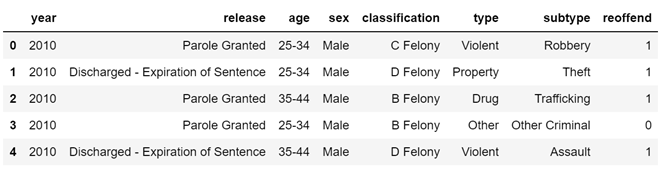 year release age sex classification type subtype reoffend
0 2010 Parole Granted 25-34 Male C Felony Violent Robbery 1
1 2010 Discharged - Expiration of Sentence 25-34 Male D Felony Property Theft 1
2 2010 Parole Granted 35-44 Male B Felony Drug Trafficking 1
3 2010 Parole Granted 25-34 Male B Felony Other Other Criminal 0
4 2010 Discharged - Expiration of Sentence 35-44 Male D Felony Violent Assault 1